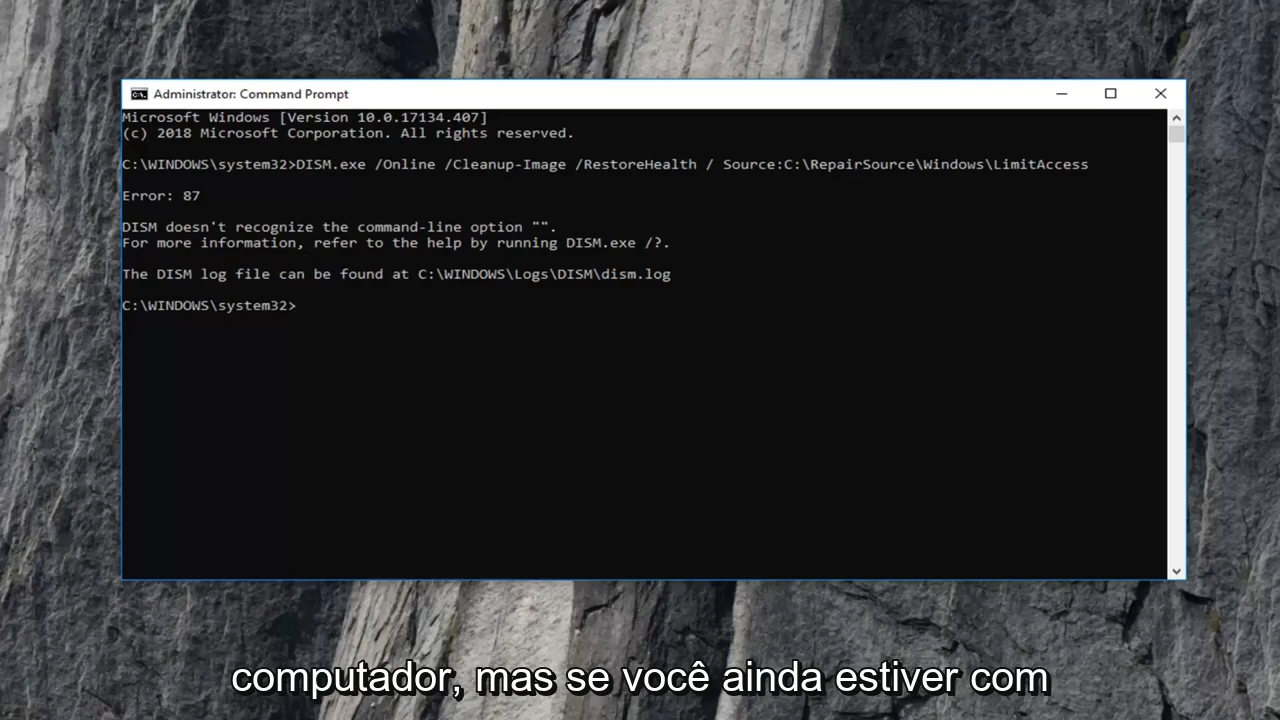 Administrator: Command Prompt
Microsoft Windows [Version 10.0.17134.407]
(c) 2018 Microsoft Corporation. All rights reserved.
C:\WINDOWS\system32>DISM.exe /Online /Cleanup-Image /RestoreHealth / Source:C:\RepairSource\Windows\LimitAccess
Error: 87
DISM doesn't recognize the command-line option "".
For more information, refer to the help by running DISM.exe /?.
The DISM log file can be found at C:\WINDOWS\Logs\DISM\dism.log
C:\WINDOWS\system32>
computador, mas se você ainda estiver com